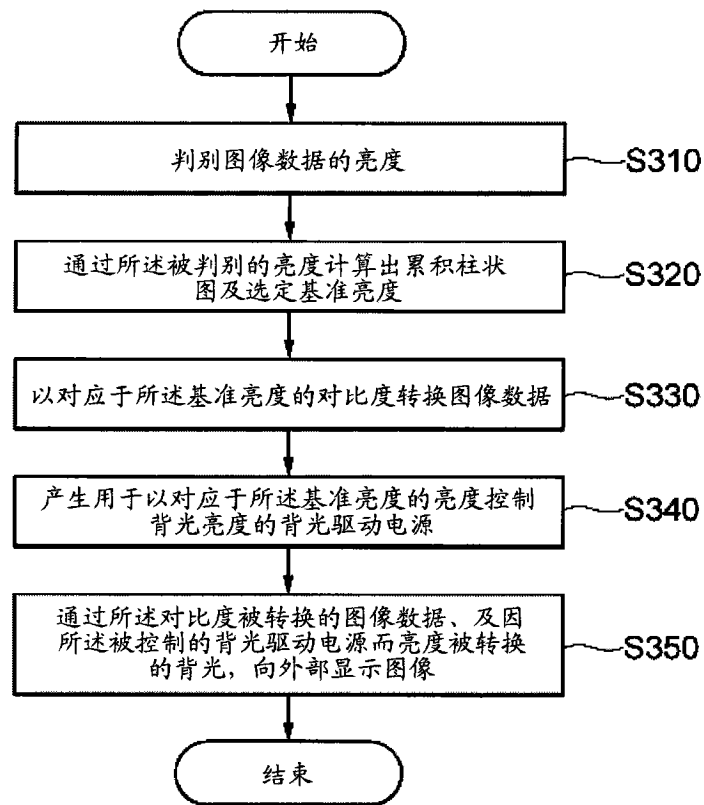 开始
判别图像数据的亮度
S310
通过所述被判别的亮度计算出累积柱状
图及选定基准亮度
S320
以对应于所述基准亮度的对比度转换图像数据
S330
产生用于以对应于所述基准亮度的亮度控制
背光亮度的背光驱动电源
S340
通过所述对比度被转换的图像数据、及因
所述被控制的背光驱动电源而亮度被转换
的背光，向外部显示图像
S350
结束